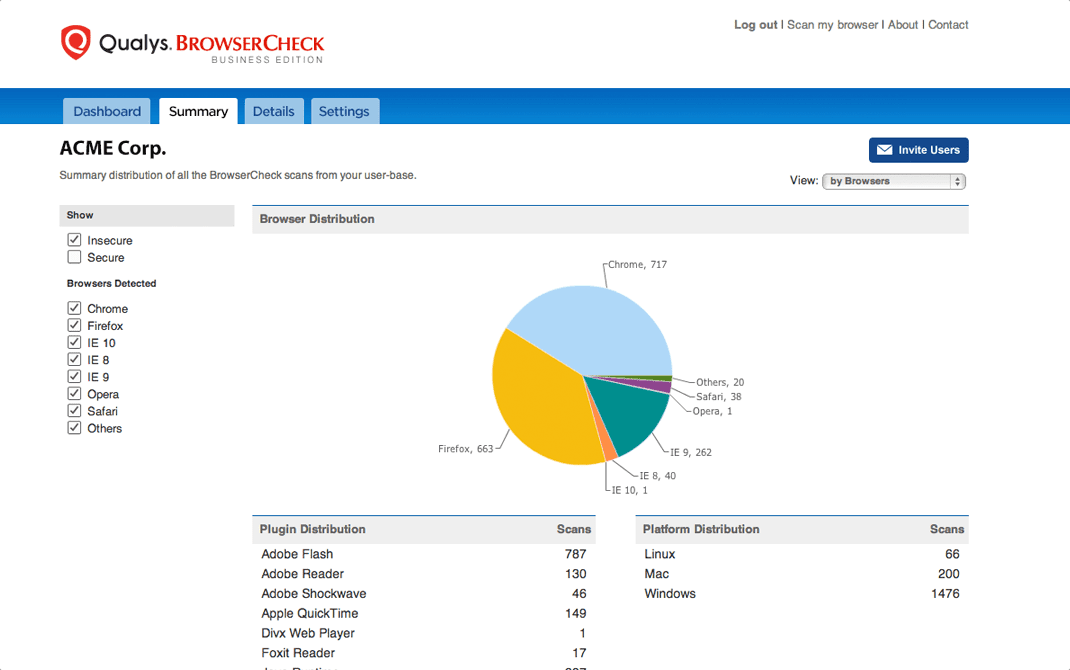 Log out | Scan my browser | About | Contact
Qualys. BROWSERCHECK
BUSINESS EDITION
Dashboard Summary Details Settings
ACME Corp.
Invite Users
Summary distribution of all the BrowserCheck scans from your user-base.
View: by Browsers
Show
Insecure
Secure
Browsers Detected
Chrome
Firefox
IE 10
IE 8
IE 9
Opera
Safari
Others
Browser Distribution
Chrome, 717
Others, 20
Safari, 38
Opera, 1
Firefox, 663
IE 9, 262
IE 8, 40
IE 10, 1
Plugin Distribution Scans
Adobe Flash 787
Adobe Reader 130
Adobe Shockwave 46
Apple QuickTime 149
Divx Web Player 1
Foxit Reader 17
Platform Distribution Scans
Linux 66
Mac 200
Windows 1476